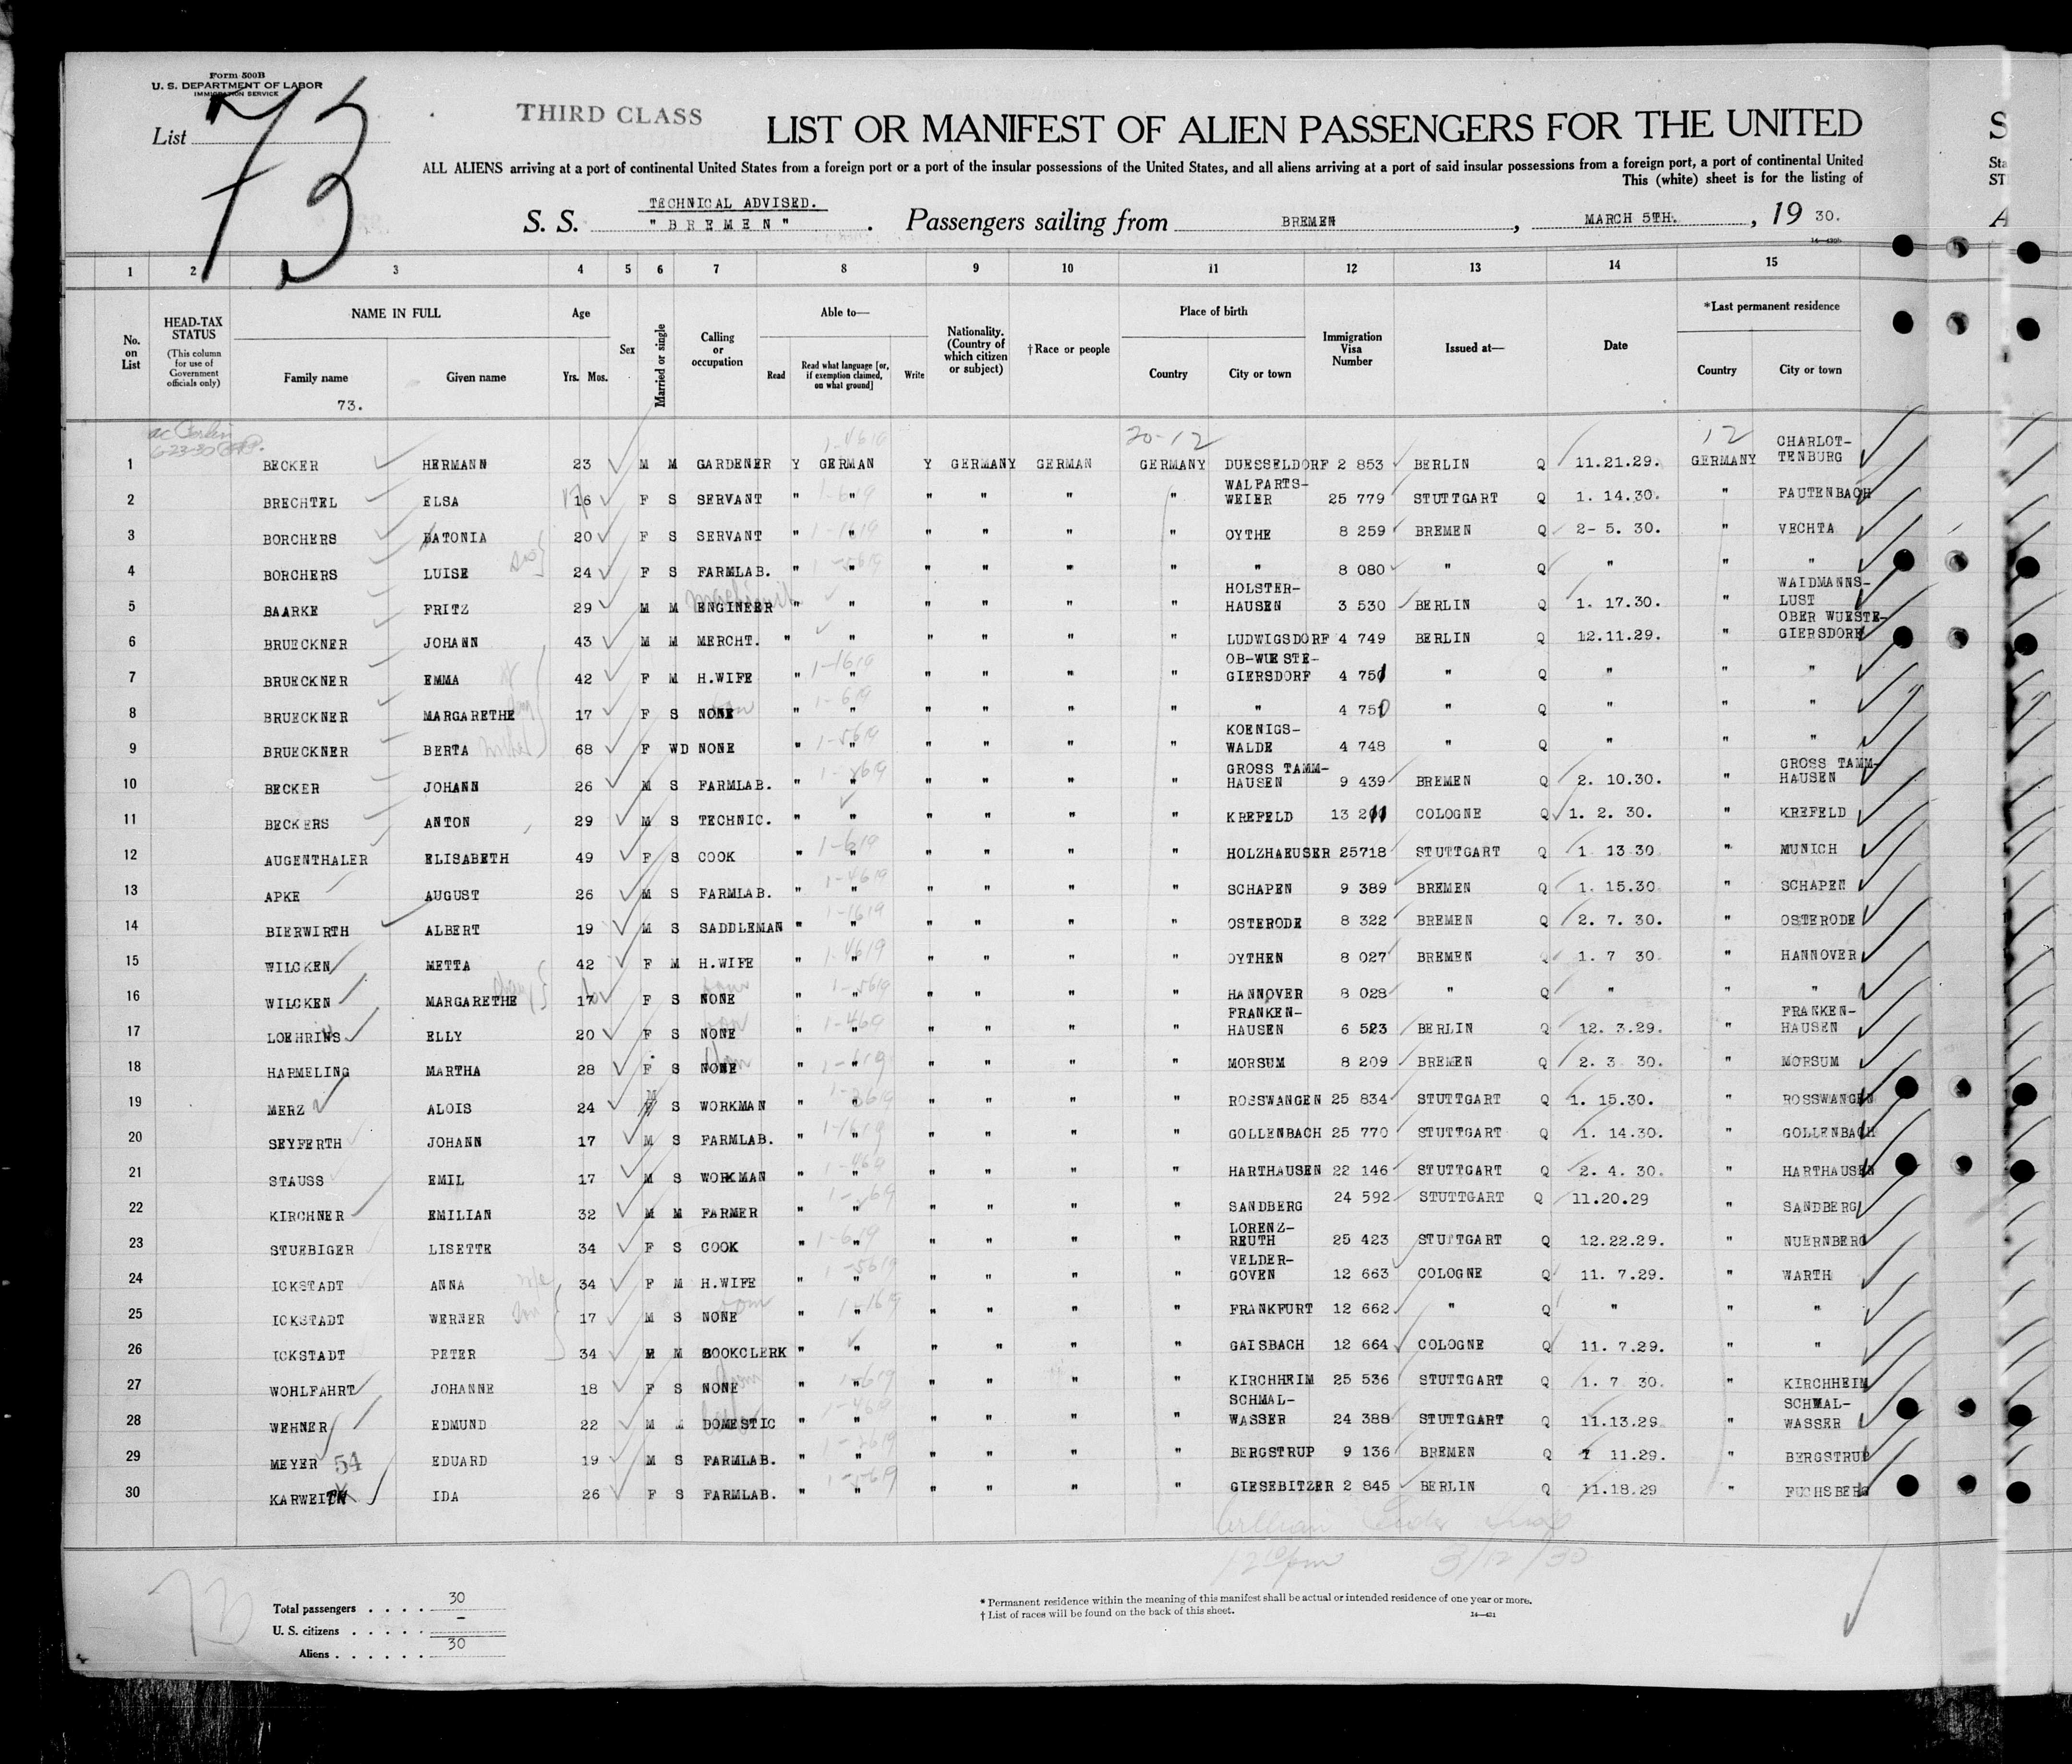 Form 500B
U. S. DEPARTMENT OF LABOR
IMMIGRATION SERVICE
List 73
THIRD CLASS
LIST OR MANIFEST OF ALIEN PASSENGERS FOR THE UNITED
ALL ALIENS arriving at a port of continental United States from a foreign port or a port of the insular possessions of the United States, and all aliens arriving at a port of said insular possessions from a foreign port, a port of continental United
This (white) sheet is for the listing of
TECHNICAL ADVISED.
S. S. "BREMEN". Passengers sailing from BREMEN, MARCH 5TH., 1930.
1 2 3 4 5 6 7 8 9 10 11 12 13 14 15
No. on List
HEAD-TAX STATUS (This column for use of Government officials only)
NAME IN FULL Family name Given name
73.
Age Yrs. Mos.
Sex
Married or single
Calling or occupation
Able to— Read Read what language [or, if exemption claimed, on what ground] Write
Nationality. (Country of which citizen or subject)
†Race or people
Place of birth Country City or town
Immigration Visa Number
Issued at—
Date
*Last permanent residence Country City or town
20-12 12
1 BECKER HERMANN 23 M M GARDENER Y GERMAN Y GERMANY GERMAN GERMANY DUESSELDORF 2 853 BERLIN Q 11.21.29. GERMANY CHARLOT-TENBURG
2 BRECHTEL ELSA 16 F S SERVANT " " " " " " WALFARTS-WEIER 25 779 STUTTGART Q 1. 14.30. " FAUTENBACH
3 BORCHERS ATONIA 20 F S SERVANT " " " " " " OYTHE 8 259 BREMEN Q 2- 5. 30. " VECHTA
4 BORCHERS LUISE 24 F S FARMLAB. " " " " " " " 8 080 " Q " " "
5 BAARKE FRITZ 29 M M ENGINEER " " " " " " HOLSTER-HAUSEN 3 530 BERLIN Q 1. 17.30. " WAIDMANNS-LUST
6 BRUECKNER JOHANN 43 M M MERCHT. " " " " " " LUDWIGSDORF 4 749 BERLIN Q 12.11.29. " OBER WUESTE-GIERSDORF
7 BRUECKNER EMMA 42 F M H.WIFE " " " " " " OB-WUESTE-GIERSDORF 4 751 " Q " " "
8 BRUECKNER MARGARETHE 17 F S NONE " " " " " " " 4 750 " Q " " "
9 BRUECKNER BERTA 68 F WD NONE " " " " " " KOENIGS-WALDE 4 748 " Q " " "
10 BECKER JOHANN 26 M S FARMLAB. " " " " " " GROSS TAMM-HAUSEN 9 439 BREMEN Q 2. 10.30. " GROSS TAMM-HAUSEN
11 BECKERS ANTON 29 M S TECHNIC. " " " " " " KREFELD 13 211 COLOGNE Q 1. 2. 30. " KREFELD
12 AUGENTHALER ELISABETH 49 F S COOK " " " " " " HOLZHAEUSER 25718 STUTTGART Q 1 13 30 " MUNICH
13 APKE AUGUST 26 M S FARMLAB. " " " " " " SCHAPEN 9 389 BREMEN Q 1. 15.30 " SCHAPEN
14 BIERWIRTH ALBERT 19 M S SADDLEMAN " " " " " " OSTERODE 8 322 BREMEN Q 2. 7. 30. " OSTERODE
15 WILCKEN METTA 42 F M H.WIFE " " " " " " OYTHEN 8 027 BREMEN Q 1. 7 30 " HANNOVER
16 WILCKEN MARGARETHE 17 F S NONE " " " " " " HANNOVER 8 028 " Q " " "
17 LOEHRINS ELLY 20 F S NONE " " " " " " FRANKEN-HAUSEN 6 523 BERLIN Q 12. 3.29. " FRANKEN-HAUSEN
18 HARMELING MARTHA 28 F S NONE " " " " " " MORSUM 8 209 BREMEN Q 2. 3 30. " MORSUM
19 MERZ ALOIS 24 M S WORKMAN " " " " " " ROSSWANGEN 25 834 STUTTGART Q 1. 15.30. " ROSSWANGEN
20 SEYFERTH JOHANN 17 M S FARMLAB. " " " " " " GOLLENBACH 25 770 STUTTGART Q 1. 14.30. " GOLLENBACH
21 STAUSS EMIL 17 M S WORKMAN " " " " " " HARTHAUSEN 22 146 STUTTGART Q 2. 4. 30. " HARTHAUSEN
22 KIRCHNER EMILIAN 32 M M FARMER " " " " " " SANDBERG 24 592 STUTTGART Q 11.20.29 " SANDBERG
23 STUEBIGER LISETTE 34 F S COOK " " " " " " LORENZ-REUTH 25 423 STUTTGART Q 12.22.29. " NUERNBERG
24 ICKSTADT ANNA 34 F M H.WIFE " " " " " " VELDER-GOVEN 12 663 COLOGNE Q 11. 7.29. " WARTH
25 ICKSTADT WERNER 17 M S NONE " " " " " " FRANKFURT 12 662 " Q " " "
26 ICKSTADT PETER 34 M M BOOKCLERK " " " " " " GAISBACH 12 664 COLOGNE Q 11. 7.29. " "
27 WOHLFAHRT JOHANNE 18 F S NONE " " " " " " KIRCHHEIM 25 536 STUTTGART Q 1. 7 30. " KIRCHHEIM
28 WEHNER EDMUND 22 M M DOMESTIC " " " " " " SCHMAL-WASSER 24 388 STUTTGART Q 11.13.29 " SCHMAL-WASSER
29 MEYER 54 EDUARD 19 M S FARMLAB. " " " " " " BERGSTRUP 9 136 BREMEN Q 1 11.29. " BERGSTRUP
30 KARWEITH IDA 26 F S FARMLAB. " " " " " " GIESEBITZER 2 845 BERLIN Q 11.18.29 " FUCHSBERG
3/12/30
73
Total passengers . . . . 30
U. S. citizens . . . . . –
Aliens . . . . . . 30
* Permanent residence within the meaning of this manifest shall be actual or intended residence of one year or more.
† List of races will be found on the back of this sheet.
14—431